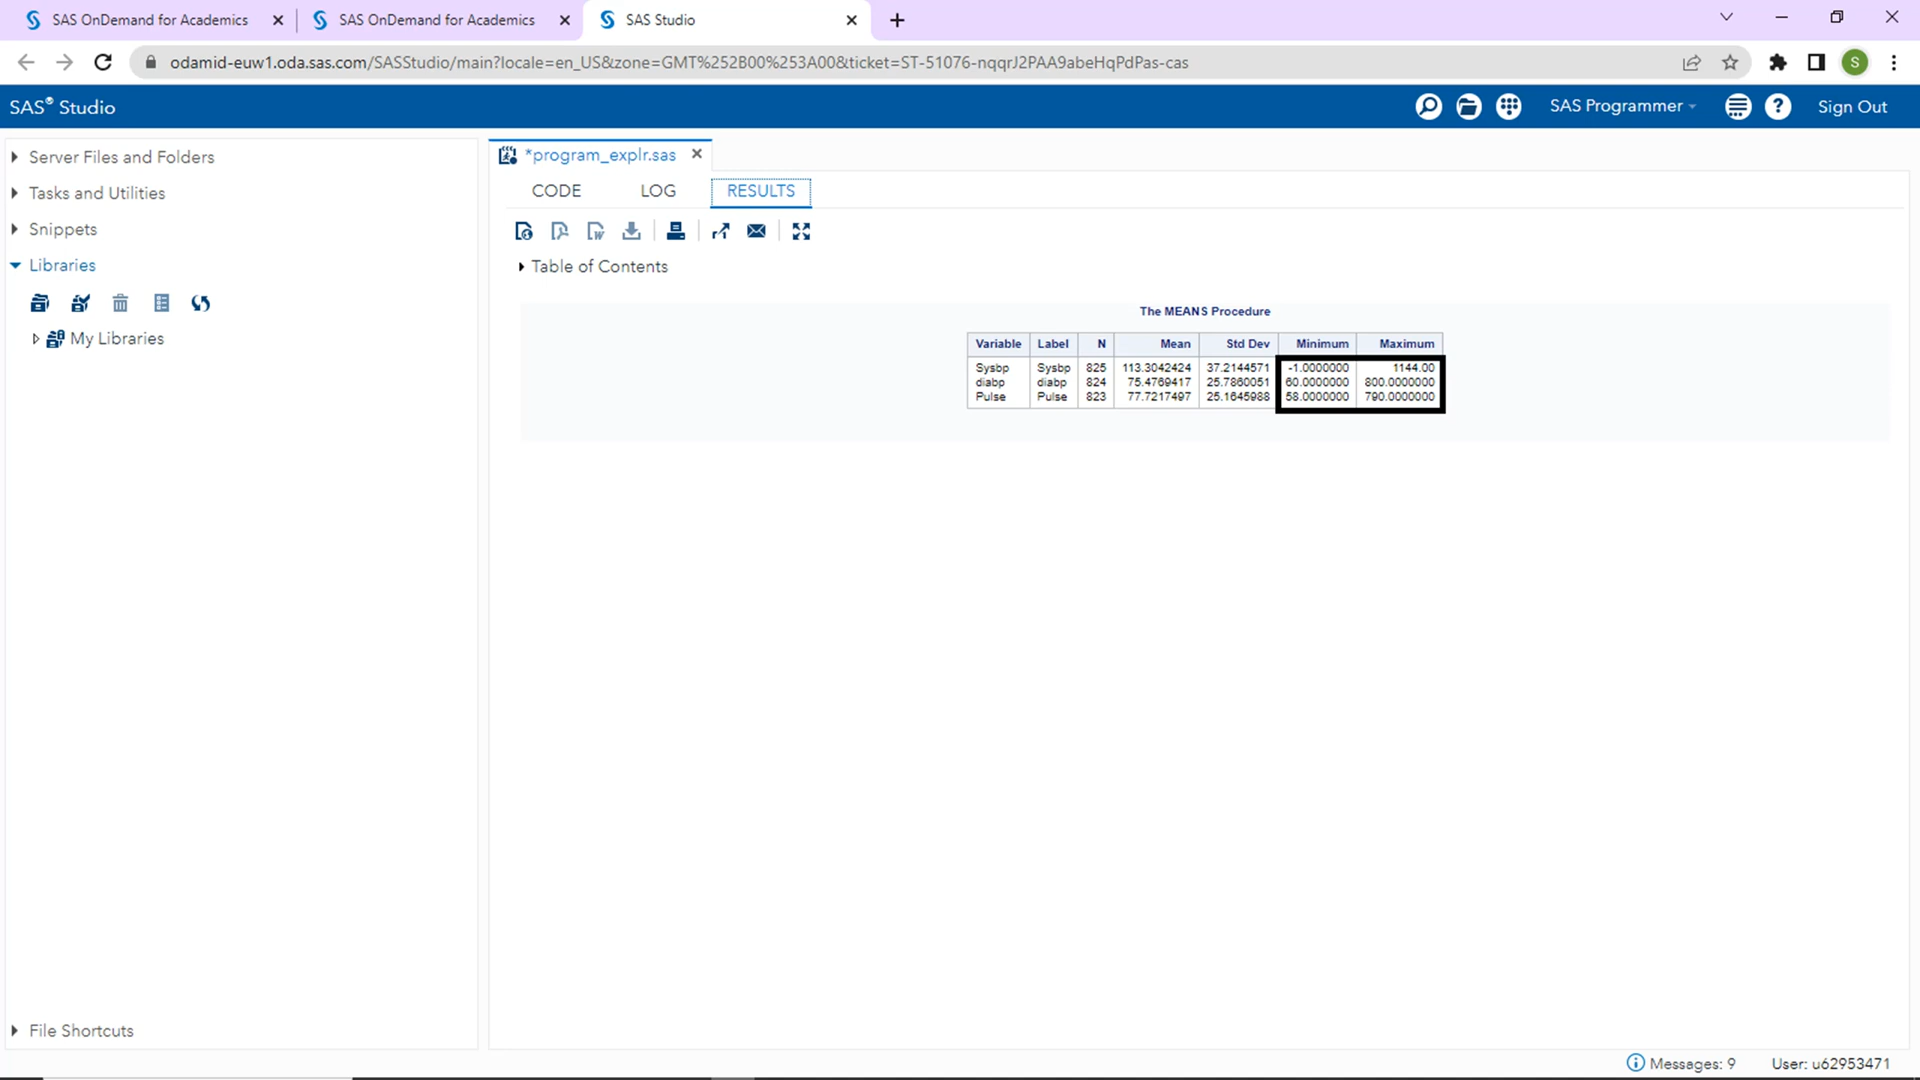 SAS OnDemand for Academics
SAS OnDemand for Academics
SAS Studio
odamid-euw1.oda.sas.com/SASStudio/main?locale=en_US&zone=GMT%252B00%253A00&ticket=ST-51076-nqqrJ2PAA9abeHqPdPas-cas
S
SAS® Studio
SAS Programmer
Sign Out
Server Files and Folders
Tasks and Utilities
Snippets
Libraries
My Libraries
File Shortcuts
*program_explr.sas
CODE LOG RESULTS
Table of Contents
The MEANS Procedure
Variable Label N Mean Std Dev Minimum Maximum
Sysbp Sysbp 825 113.3042424 37.2144571 -1.0000000 1144.00
diabp diabp 824 75.4769417 25.7860051 60.0000000 800.0000000
Pulse Pulse 823 77.7217497 25.1645988 58.0000000 790.0000000
Messages: 9 User: u62953471